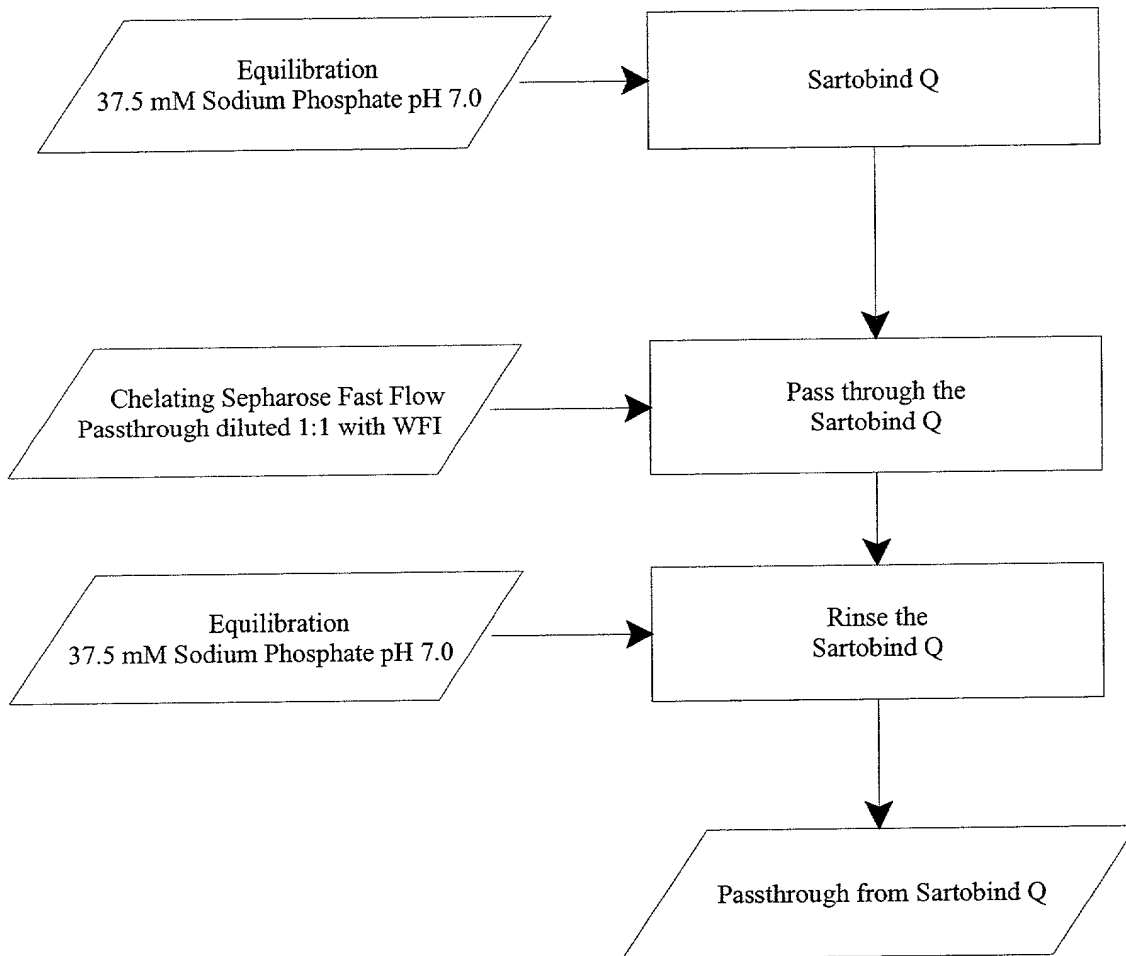 Equilibration
37.5 mM Sodium Phosphate pH 7.0
Sartobind Q
Chelating Sepharose Fast Flow
Passthrough diluted 1:1 with WFI
Pass through the
Sartobind Q
Equilibration
37.5 mM Sodium Phosphate pH 7.0
Rinse the
Sartobind Q
Passthrough from Sartobind Q